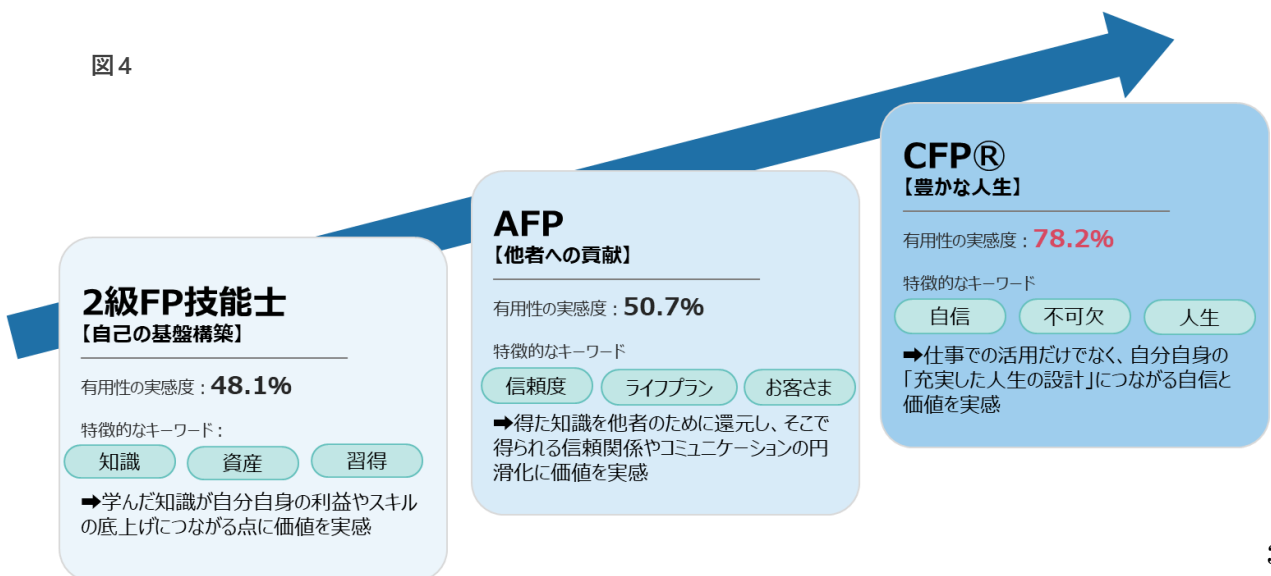 図4
2級FP技能士
【自己の基盤構築】
有用性の実感度：48.1%
特徴的なキーワード：
知識 資産 習得
➡学んだ知識が自分自身の利益やスキル
の底上げにつながる点に価値を実感
AFP
【他者への貢献】
有用性の実感度：50.7%
特徴的なキーワード
信頼度 ライフプラン お客さま
➡得た知識を他者のために還元し、そこで
得られる信頼関係やコミュニケーションの円
滑化に価値を実感
CFP®
【豊かな人生】
有用性の実感度：78.2%
特徴的なキーワード
自信 不可欠 人生
➡仕事での活用だけでなく、自分自身の
「充実した人生の設計」につながる自信と
価値を実感